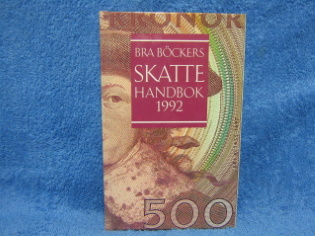 KRONOR
BRA BÖCKERS
SKATTE
HANDBOK
1992
500